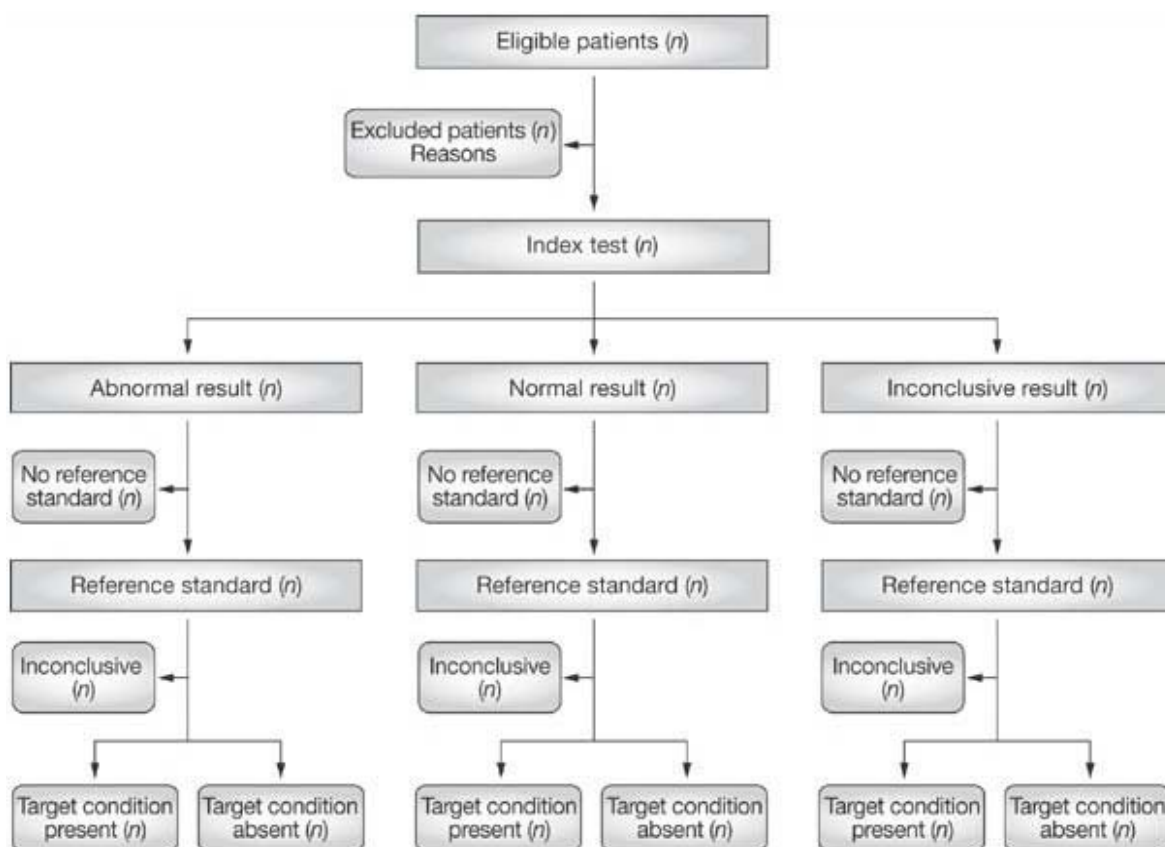 Eligible patients (n)
Excluded patients (n)
Reasons
Index test (n)
Abnormal result (n)
Normal result (n)
Inconclusive result (n)
No reference
standard (n)
No reference
standard (n)
No reference
standard (n)
Reference standard (n)
Reference standard (n)
Reference standard (n)
Inconclusive
(n)
Inconclusive
(n)
Inconclusive
(n)
Target condition
present (n)
Target condition
absent (n)
Target condition
present (n)
Target condition
absent (n)
Target condition
present (n)
Target condition
absent (n)